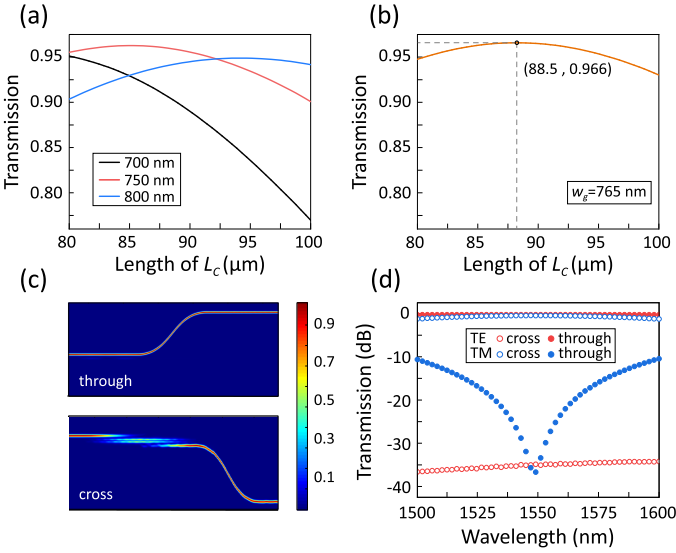 (a)
Transmission
0.95
0.90
0.85
0.80
700 nm
750 nm
800 nm
80 85 90 95 100
Length of L_C (μm)
(b)
Transmission
0.95
0.90
0.85
0.80
(88.5 , 0.966)
w_g=765 nm
80 85 90 95 100
Length of L_C (μm)
(c)
through
cross
0.9
0.7
0.5
0.3
0.1
(d)
Transmission (dB)
0
-10
-20
-30
-40
TE cross through
TM cross through
1500 1525 1550 1575 1600
Wavelength (nm)